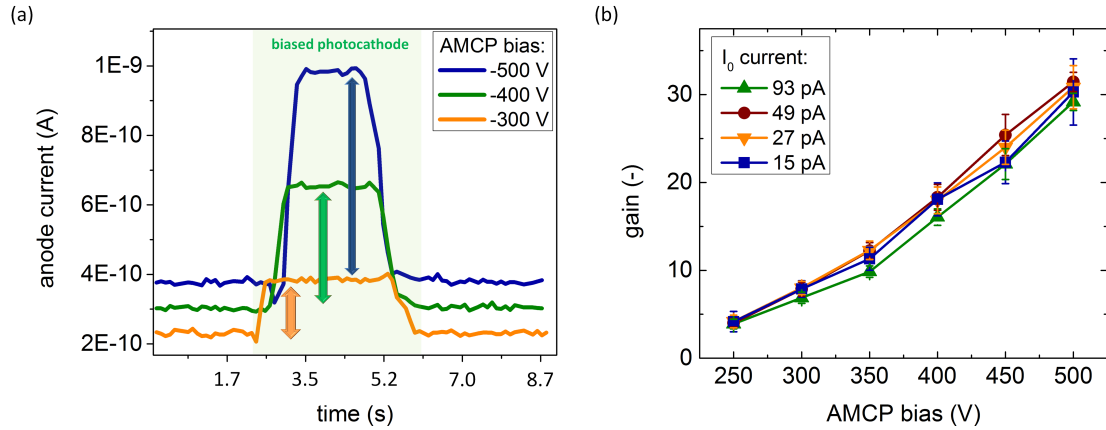 (a)
biased photocathode
AMCP bias:
-500 V
-400 V
-300 V
1E-9
8E-10
6E-10
4E-10
2E-10
anode current (A)
1.7 3.5 5.2 7.0 8.7
time (s)
(b)
I₀ current:
93 pA
49 pA
27 pA
15 pA
30
20
10
0
gain (-)
250 300 350 400 450 500
AMCP bias (V)